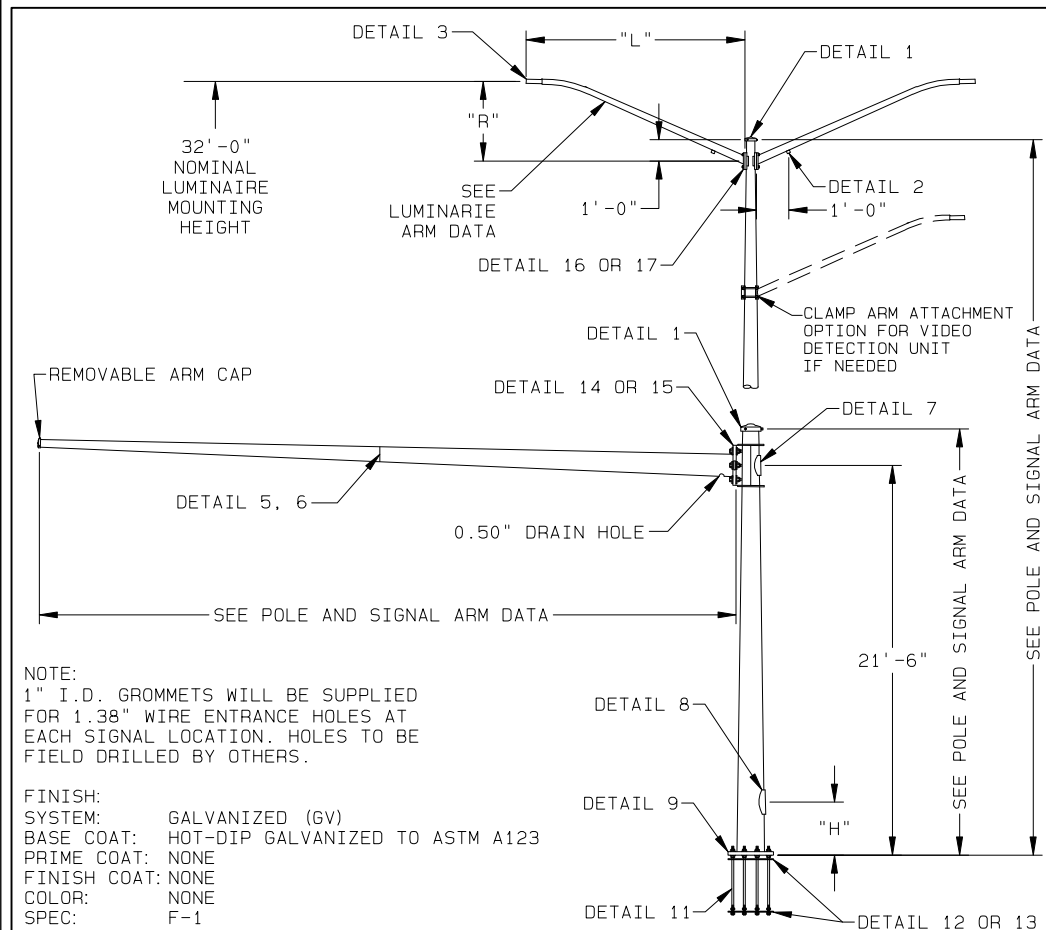 DETAIL 3
"L"
DETAIL 1
"R"
32'-0"
NOMINAL
LUMINAIRE
MOUNTING
HEIGHT
SEE
LUMINARIE
ARM DATA
1'-0"
DETAIL 2
1'-0"
DETAIL 16 OR 17
CLAMP ARM ATTACHMENT
OPTION FOR VIDEO
DETECTION UNIT
IF NEEDED
DETAIL 1
REMOVABLE ARM CAP
DETAIL 14 OR 15
DETAIL 7
DETAIL 5, 6
0.50" DRAIN HOLE
SEE POLE AND SIGNAL ARM DATA
SEE POLE AND SIGNAL ARM DATA
SEE POLE AND SIGNAL ARM DATA
21'-6"
NOTE:
1" I.D. GROMMETS WILL BE SUPPLIED
FOR 1.38" WIRE ENTRANCE HOLES AT
EACH SIGNAL LOCATION. HOLES TO BE
FIELD DRILLED BY OTHERS.
DETAIL 8
FINISH:
SYSTEM: GALVANIZED (GV)
BASE COAT: HOT-DIP GALVANIZED TO ASTM A123
PRIME COAT: NONE
FINISH COAT: NONE
COLOR: NONE
SPEC: F-1
DETAIL 9
"H"
DETAIL 11
DETAIL 12 OR 13